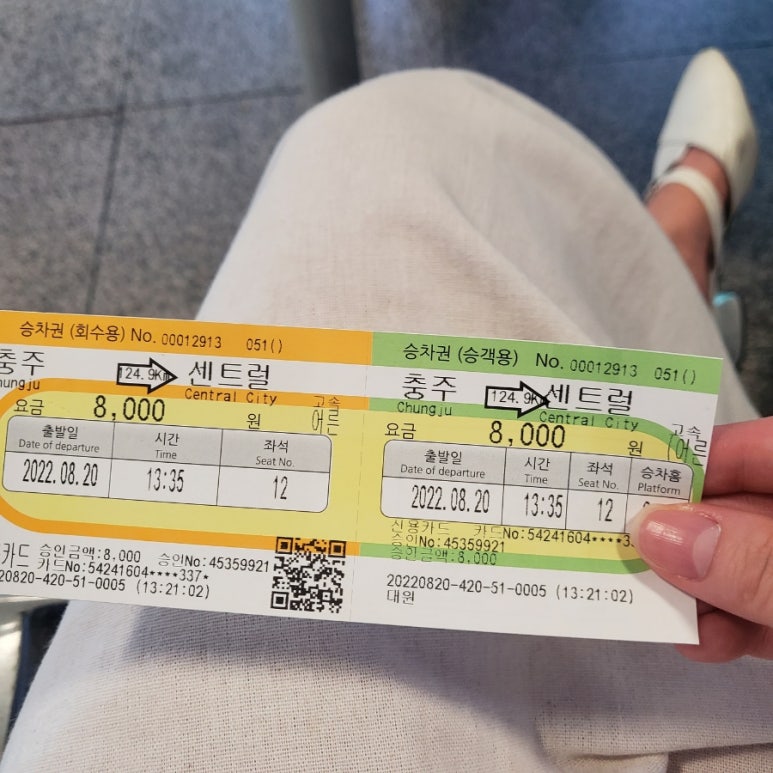 승차권 (회수용) No. 00012913 051()
충주 124.9Km 센트럴
Central City
요금 8,000 원 고속
출발일 시간 좌석
Date of departure Time Seat No.
2022.08.20 13:35 12
카드 승인금액:8,000 승인No:45359921
카드No:54241604****337*
20820-420-51-0005 (13:21:02)
승차권 (승객용) No. 00012913 051()
충주 센트럴
Chungju Central City
요금 8,000 원 고속
출발일 시간 좌석 승차홈
Date of departure Time Seat No. Platform
2022.08.20 13:35 12
신용카드 카드No:54241604****
승인No:45359921
승인금액:8,000
20220820-420-51-0005 (13:21:02)
대원